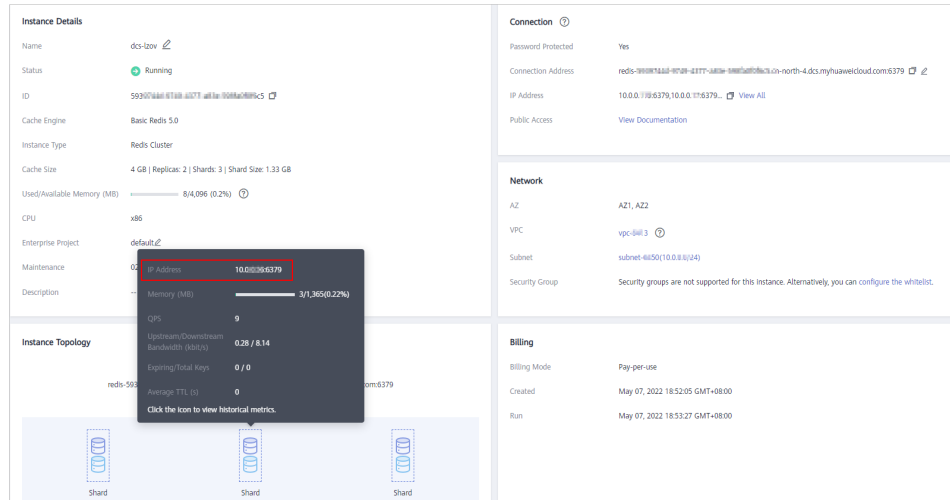 Instance Details
Name dcs-lzov
Status Running
ID
Cache Engine Basic Redis 5.0
Instance Type Redis Cluster
Cache Size 4 GB | Replicas: 2 | Shards: 3 | Shard Size: 1.33 GB
Used/Available Memory (MB) 8/4,096 (0.2%)
CPU x86
Enterprise Project default
Maintenance 02
Description --
IP Address
Memory (MB) 3/1,365(0.22%)
QPS 9
Upstream/Downstream
Bandwidth (kbit/s) 0.28 / 8.14
Expiring/Total Keys 0 / 0
Average TTL (s) 0
Click the icon to view historical metrics.
Instance Topology
redis-593 om:6379
Shard Shard Shard
Connection
Password Protected Yes
Connection Address
IP Address View All
Public Access View Documentation
Network
AZ AZ1, AZ2
VPC
Subnet
Security Group Security groups are not supported for this instance. Alternatively, you can configure the whitelist.
Billing
Billing Mode Pay-per-use
Created May 07, 2022 18:52:05 GMT+08:00
Run May 07, 2022 18:53:27 GMT+08:00